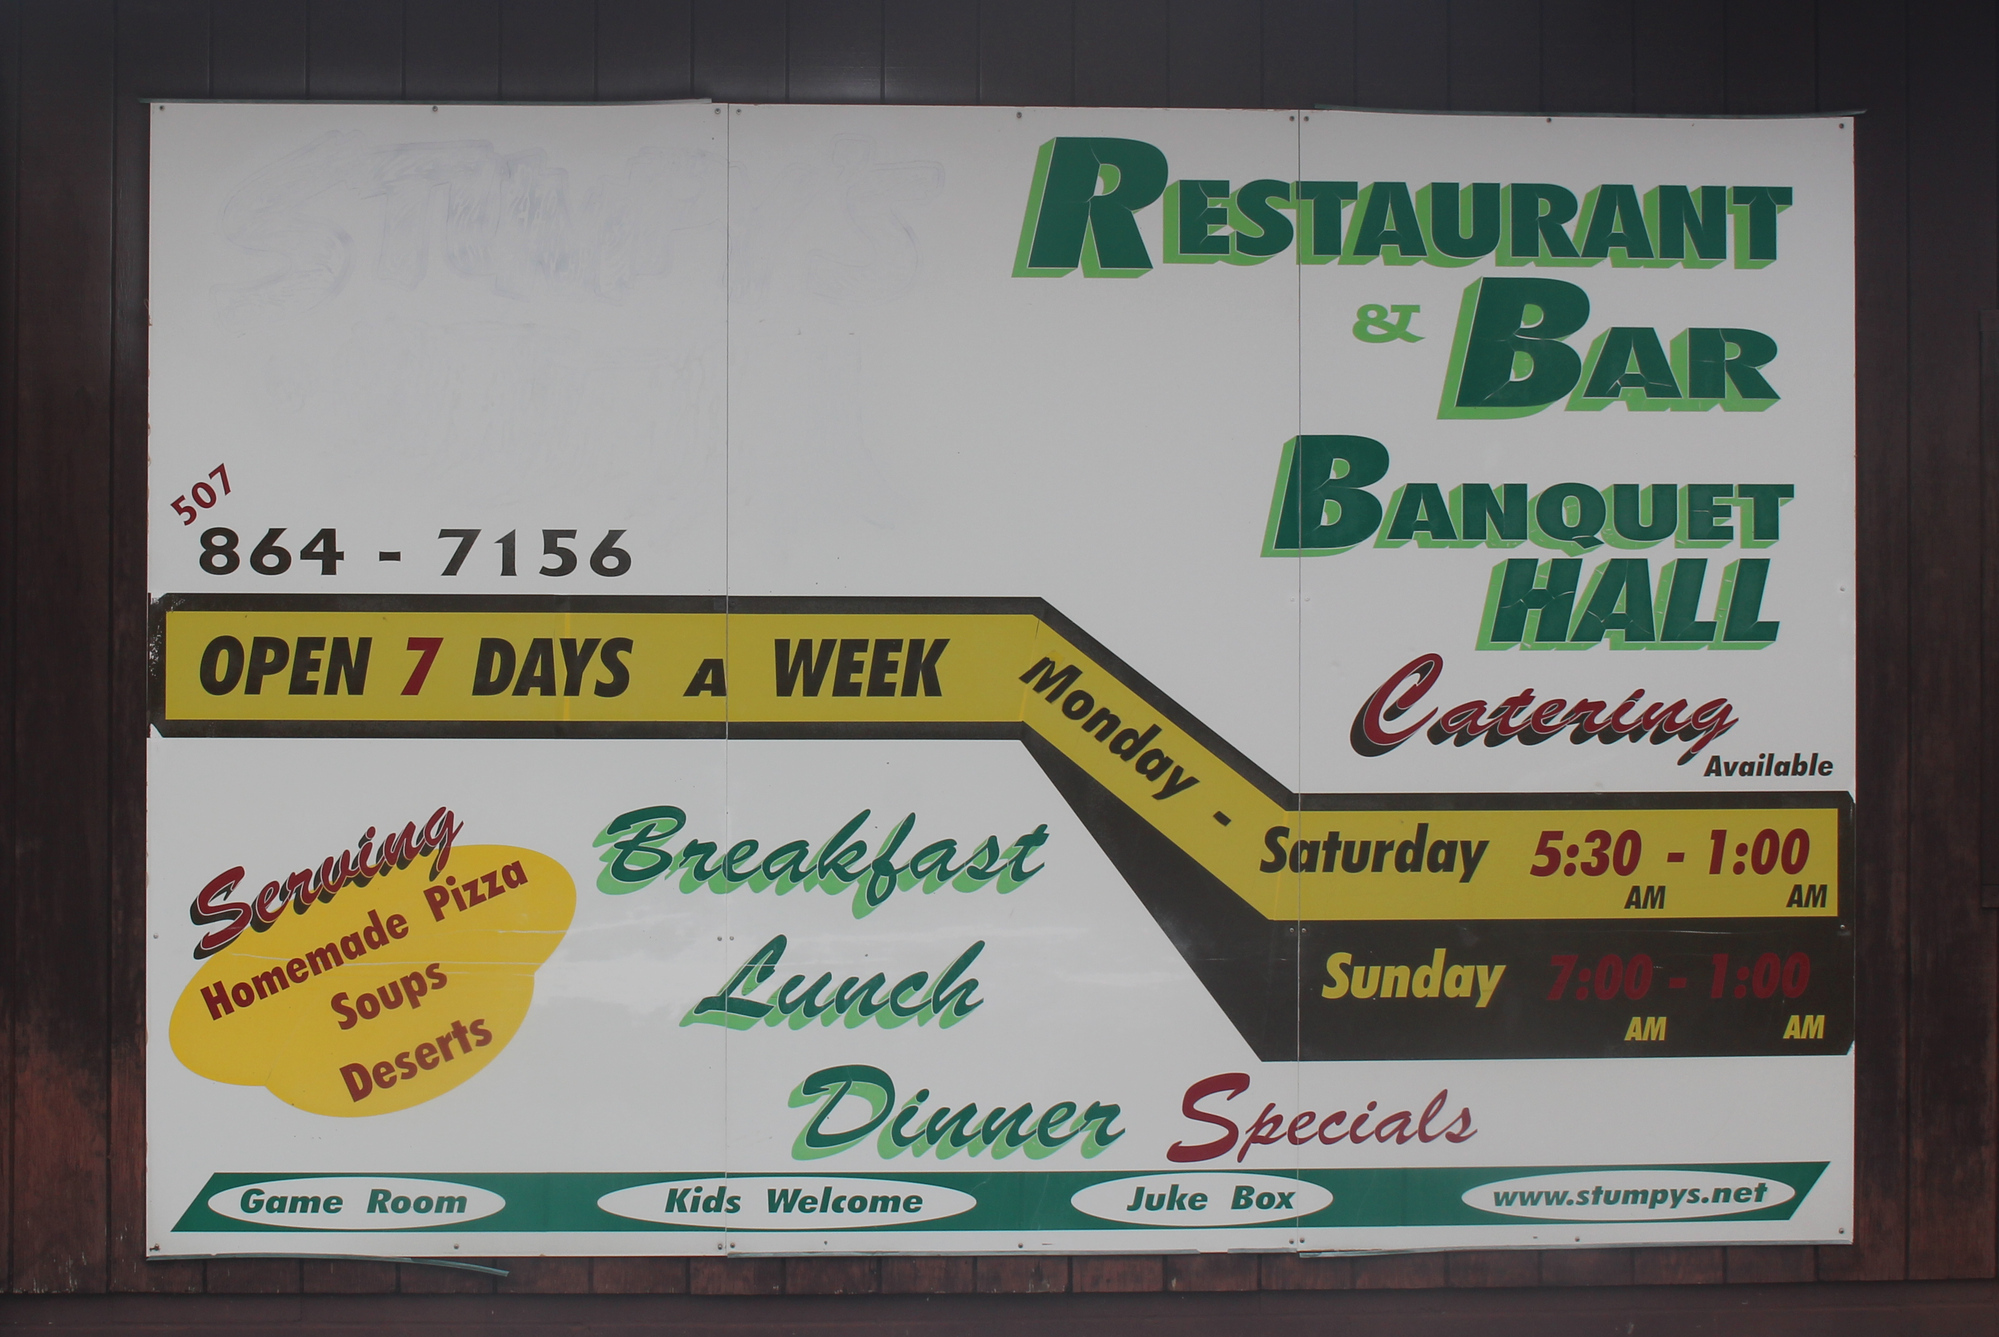 STUMPY'S
RESTAURANT
& BAR
BANQUET
HALL
Catering
Available
507
864 - 7156
OPEN 7 DAYS A WEEK
Monday - Saturday 5:30 AM - 1:00 AM
Sunday 7:00 AM - 1:00 AM
Serving
Homemade Pizza
Soups
Deserts
Breakfast
Lunch
Dinner Specials
Game Room
Kids Welcome
Juke Box
www.stumpys.net